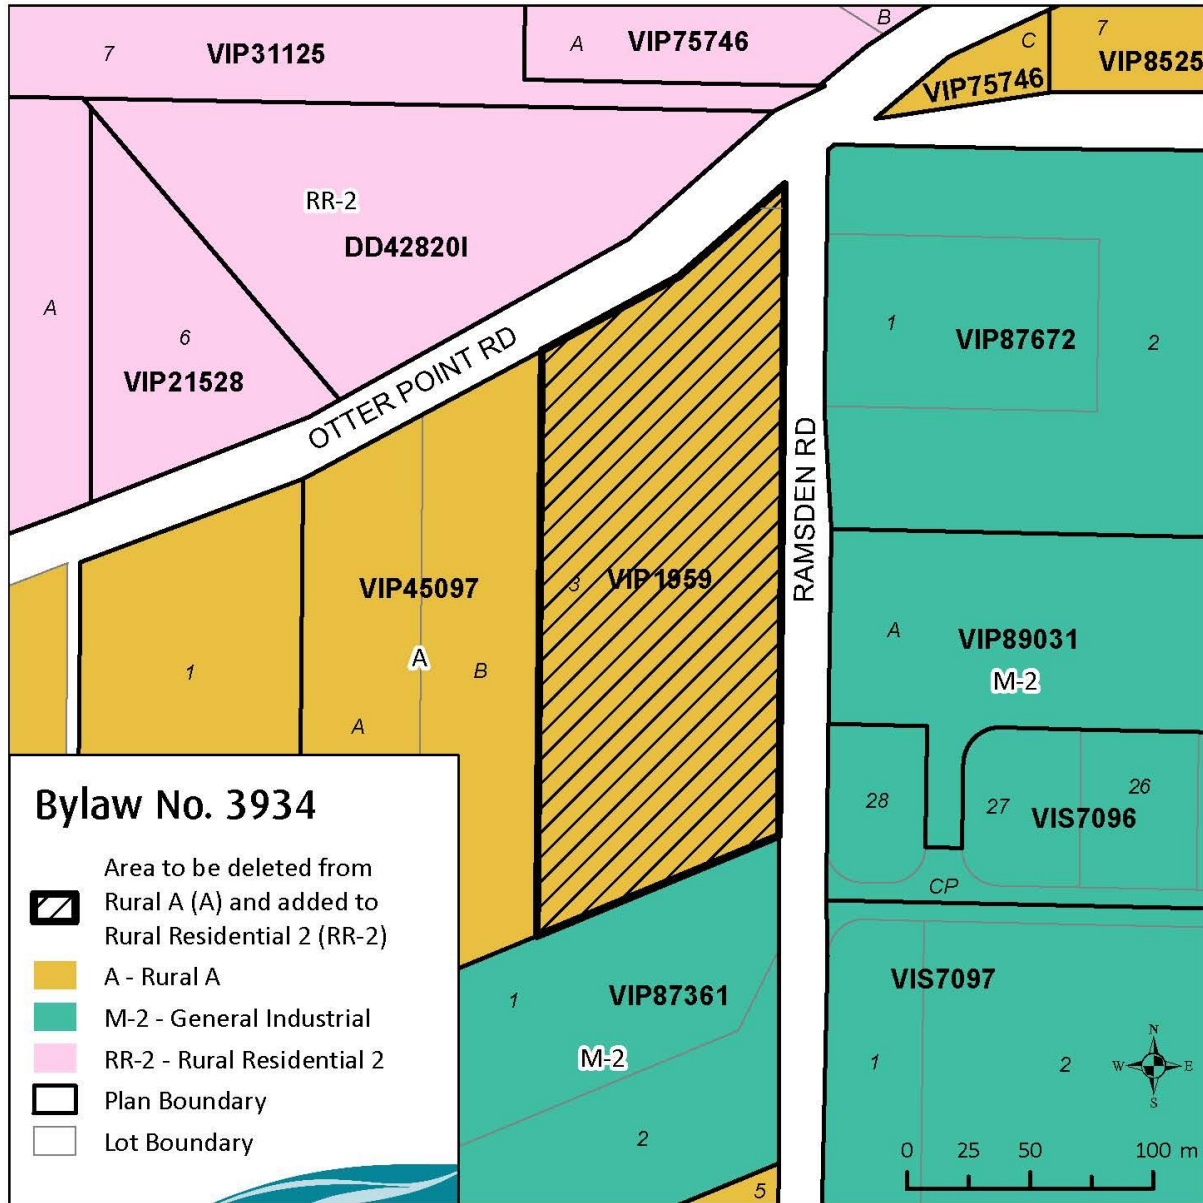 7
VIP31125
A
VIP75746
B
C
7
VIP8525
VIP75746
RR-2
DD42820I
A
6
VIP21528
OTTER POINT RD
1
VIP87672
2
RAMSDEN RD
VIP45097
3
VIP1959
A
VIP89031
M-2
1
A
B
A
28
27
VIS7096
26
CP
VIS7097
1
2
1
VIP87361
M-2
2
5
Bylaw No. 3934
Area to be deleted from
Rural A (A) and added to
Rural Residential 2 (RR-2)
A - Rural A
M-2 - General Industrial
RR-2 - Rural Residential 2
Plan Boundary
Lot Boundary
N
W
E
S
0 25 50 100 m